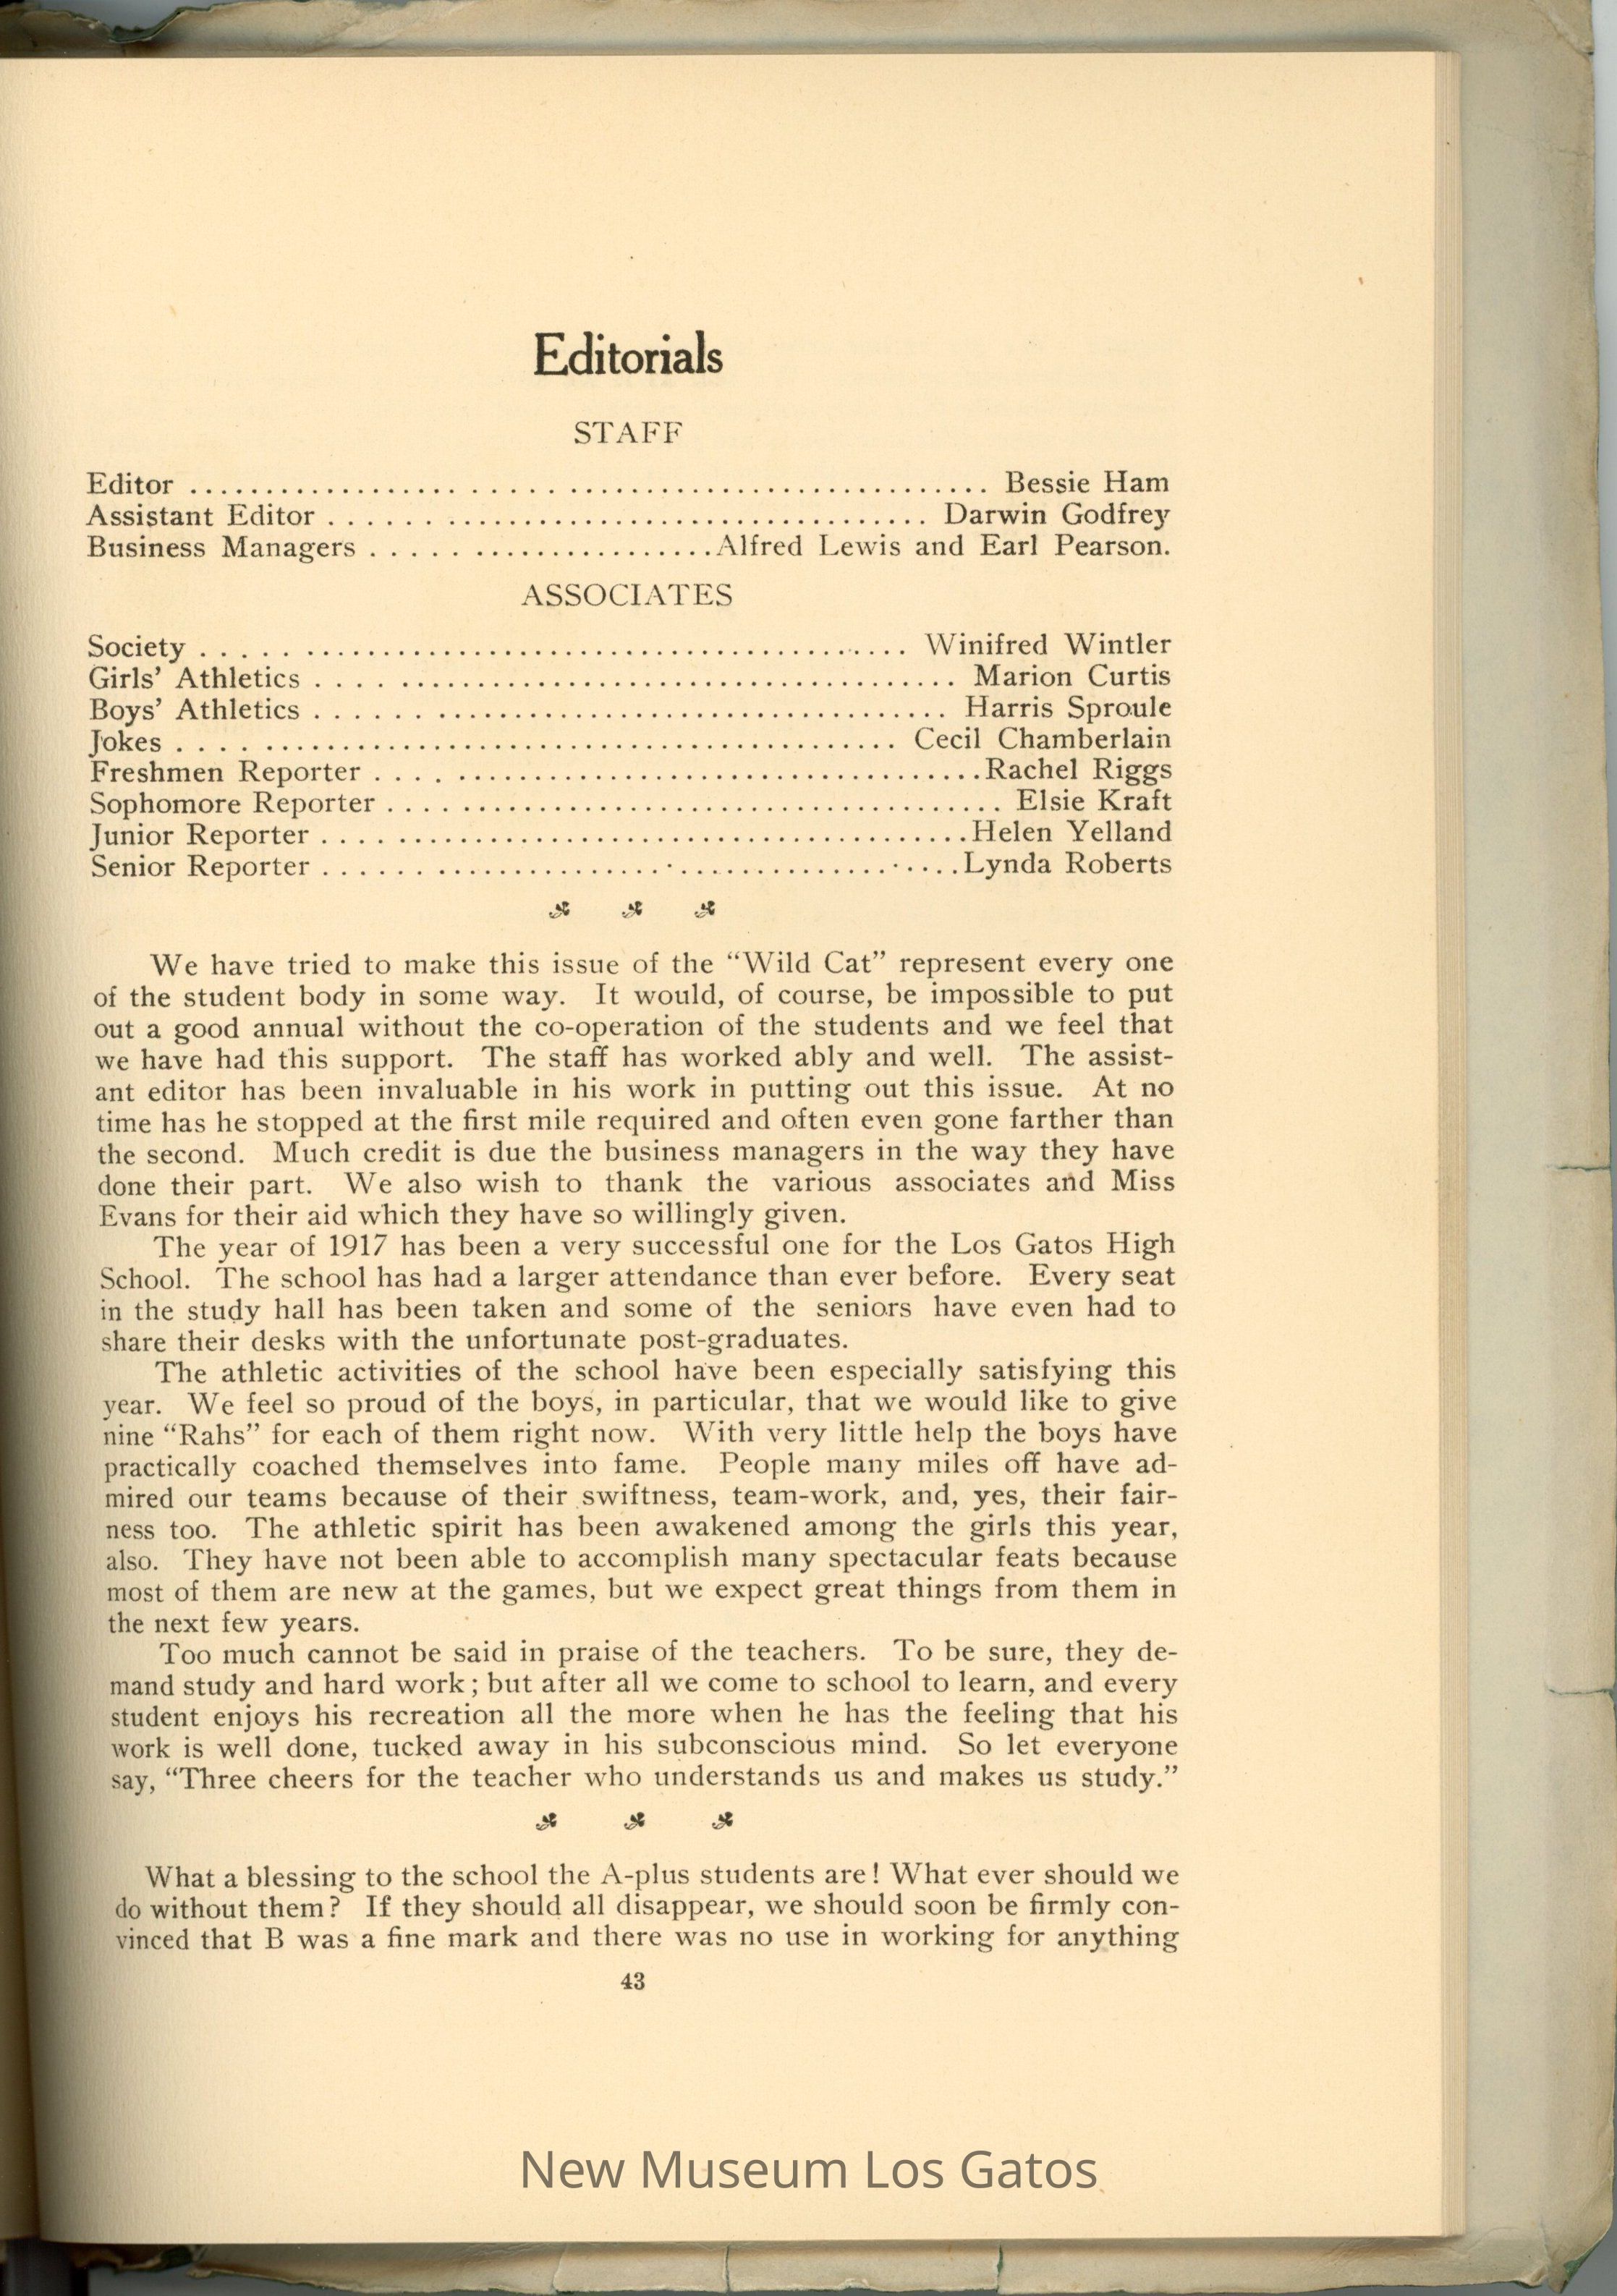 Editorials
STAFF
Editor ........................................................ Bessie Ham
Assistant Editor ........................................ Darwin Godfrey
Business Managers ......................Alfred Lewis and Earl Pearson.
ASSOCIATES
Society .............................................. Winifred Wintler
Girls' Athletics .......................................... Marion Curtis
Boys' Athletics ......................................... Harris Sproule
Jokes ................................................ Cecil Chamberlain
Freshmen Reporter .......................................Rachel Riggs
Sophomore Reporter ........................................ Elsie Kraft
Junior Reporter ..........................................Helen Yelland
Senior Reporter .........................................Lynda Roberts
We have tried to make this issue of the “Wild Cat” represent every one
of the student body in some way. It would, of course, be impossible to put
out a good annual without the co-operation of the students and we feel that
we have had this support. The staff has worked ably and well. The assist-
ant editor has been invaluable in his work in putting out this issue. At no
time has he stopped at the first mile required and often even gone farther than
the second. Much credit is due the business managers in the way they have
done their part. We also wish to thank the various associates and Miss
Evans for their aid which they have so willingly given.
The year of 1917 has been a very successful one for the Los Gatos High
School. The school has had a larger attendance than ever before. Every seat
in the study hall has been taken and some of the seniors have even had to
share their desks with the unfortunate post-graduates.
The athletic activities of the school have been especially satisfying this
year. We feel so proud of the boys, in particular, that we would like to give
nine “Rahs” for each of them right now. With very little help the boys have
practically coached themselves into fame. People many miles off have ad-
mired our teams because of their swiftness, team-work, and, yes, their fair-
ness too. The athletic spirit has been awakened among the girls this year,
also. They have not been able to accomplish many spectacular feats because
most of them are new at the games, but we expect great things from them in
the next few years.
Too much cannot be said in praise of the teachers. To be sure, they de-
mand study and hard work; but after all we come to school to learn, and every
student enjoys his recreation all the more when he has the feeling that his
work is well done, tucked away in his subconscious mind. So let everyone
say, “Three cheers for the teacher who understands us and makes us study.”
What a blessing to the school the A-plus students are! What ever should we
do without them? If they should all disappear, we should soon be firmly con-
vinced that B was a fine mark and there was no use in working for anything
43
New Museum Los Gatos